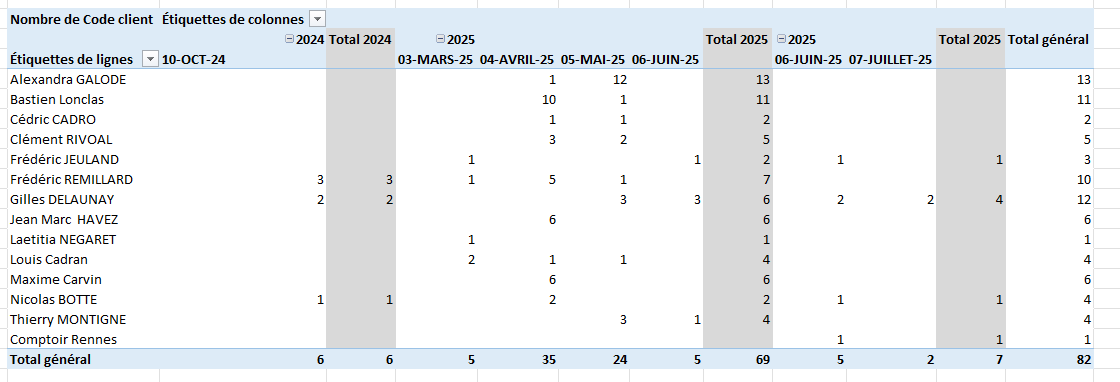 Nombre de Code client Étiquettes de colonnes
2024 Total 2024 2025 Total 2025 2025 Total 2025 Total général
Étiquettes de lignes 10-OCT-24 03-MARS-25 04-AVRIL-25 05-MAI-25 06-JUIN-25 06-JUIN-25 07-JUILLET-25
Alexandra GALODE 1 12 13 13
Bastien Lonclas 10 1 11 11
Cédric CADRO 1 1 2 2
Clément RIVOAL 3 2 5 5
Frédéric JEULAND 1 1 2 1 1 3
Frédéric REMILLARD 3 3 1 5 1 7 10
Gilles DELAUNAY 2 2 3 3 6 2 2 4 12
Jean Marc HAVEZ 6 6 6
Laetitia NEGARET 1 1 1
Louis Cadran 2 1 1 4 4
Maxime Carvin 6 6 6
Nicolas BOTTE 1 1 2 2 1 1 4
Thierry MONTIGNE 3 1 4 4
Comptoir Rennes 1 1 1
Total général 6 6 5 35 24 5 69 5 2 7 82